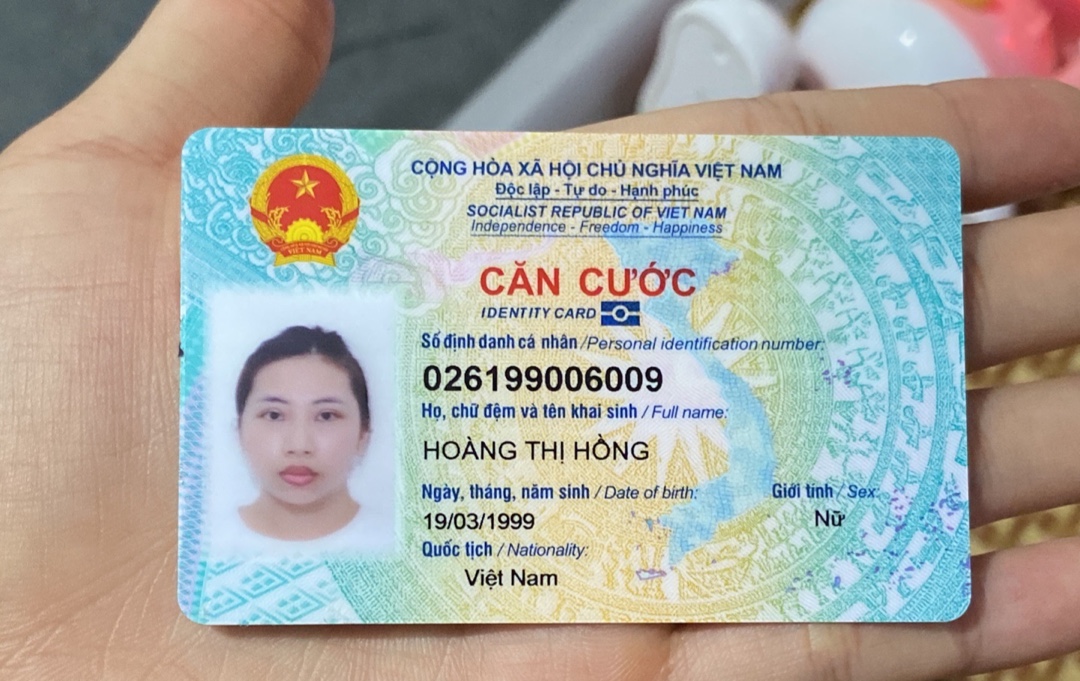 CỘNG HÒA XÃ HỘI CHỦ NGHĨA VIỆT NAM
Độc lập - Tự do - Hạnh phúc
SOCIALIST REPUBLIC OF VIET NAM
Independence - Freedom - Happiness
VIỆT NAM
CĂN CƯỚC
IDENTITY CARD
Số định danh cá nhân /Personal identification number:
026199006009
Họ, chữ đệm và tên khai sinh / Full name:
HOÀNG THỊ HỒNG
Ngày, tháng, năm sinh / Date of birth: Giới tính / Sex:
19/03/1999 Nữ
Quốc tịch / Nationality:
Việt Nam